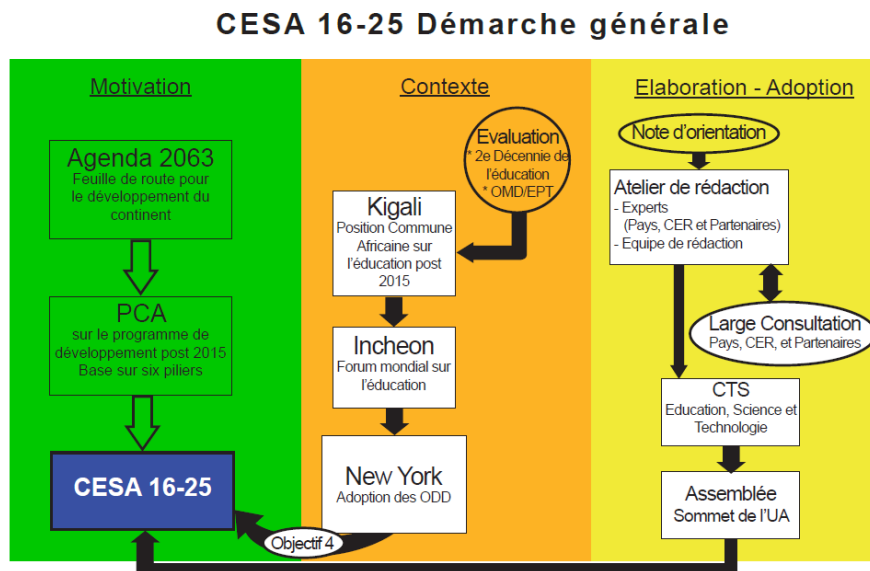 CESA 16-25 Démarche générale
Motivation
Agenda 2063
Feuille de route pour
le développement du
continent
PCA
sur le programme de
développement post 2015
Base sur six piliers
CESA 16-25
Contexte
Evaluation
* 2e Décennie de
l'éducation
* OMD/EPT
Kigali
Position Commune
Africaine sur
l'éducation post
2015
Incheon
Forum mondial sur
l'éducation
New York
Adoption des ODD
Objectif 4
Elaboration - Adoption
Note d'orientation
Atelier de rédaction
- Experts
(Pays, CER et Partenaires)
- Equipe de rédaction
Large Consultation
Pays, CER, et Partenaires
CTS
Education, Science et
Technologie
Assemblée
Sommet de l'UA